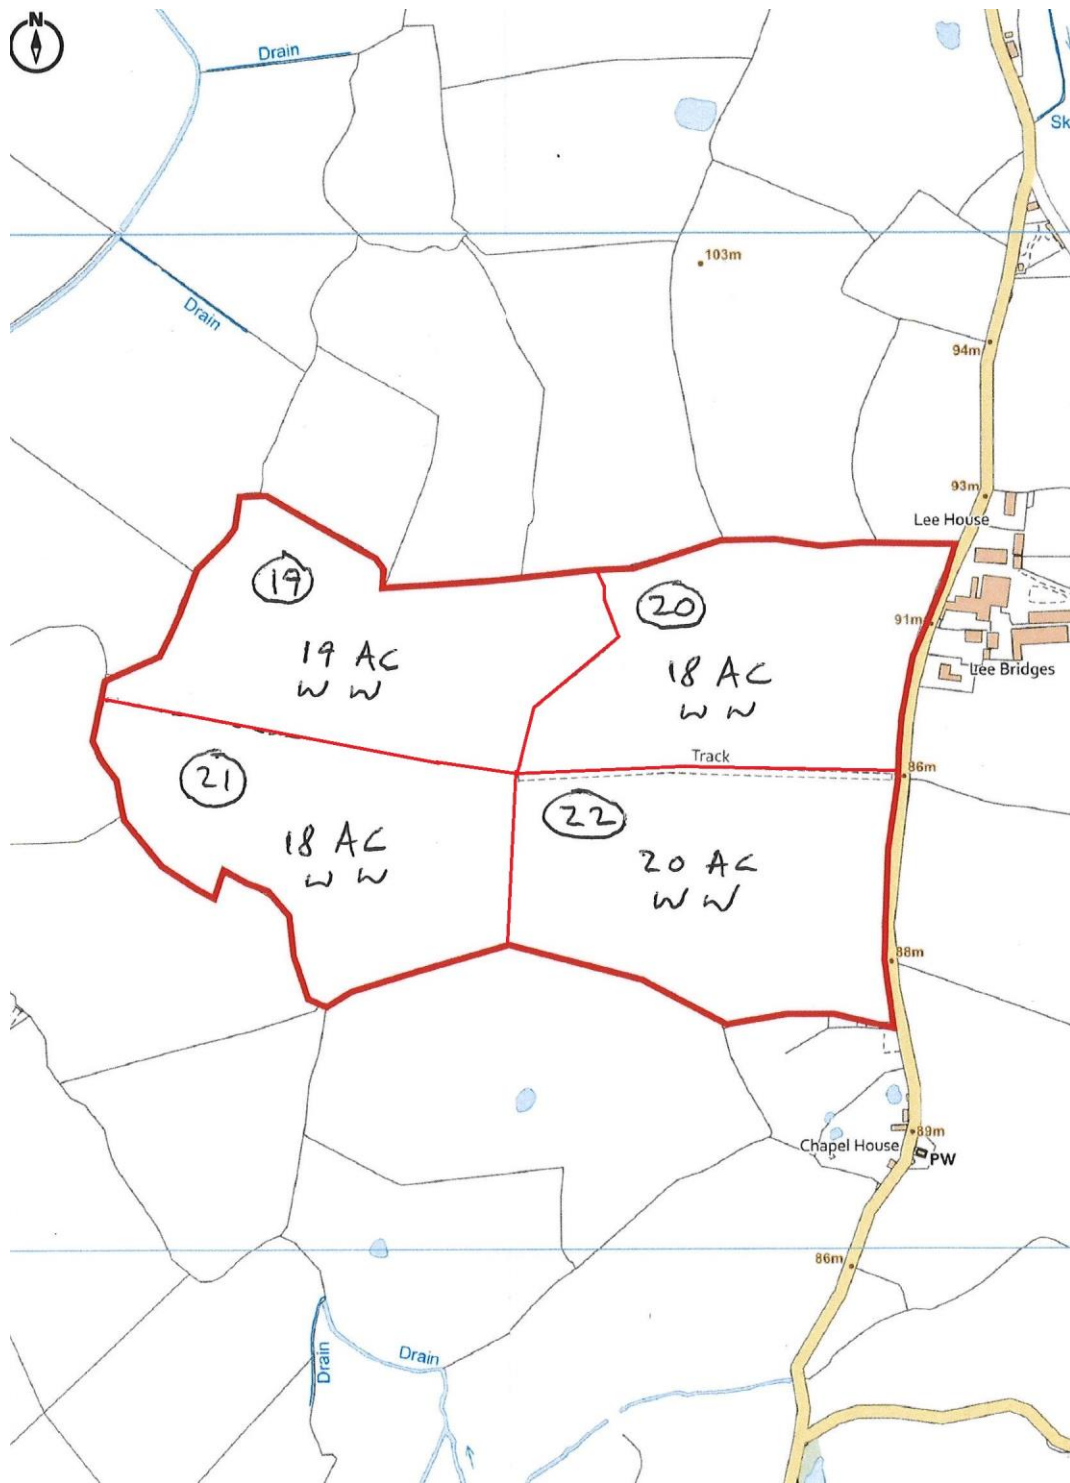 N
Drain
Sk
103m
Drain
94m
93m
Lee House
19
20
91m
19 AC
W W
18 AC
W W
Lee Bridges
Track
86m
21
22
18 AC
W W
20 AC
W W
88m
89m
Chapel House
PW
86m
Drain
Drain